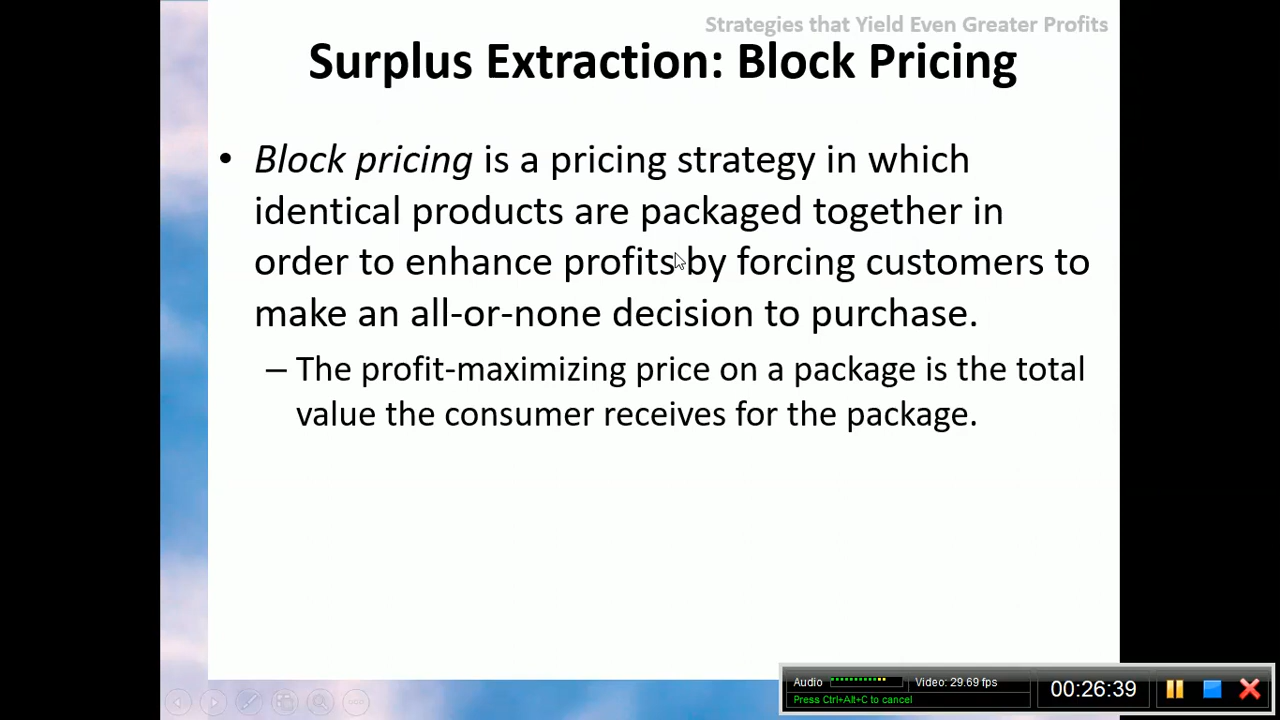 Strategies that Yield Even Greater Profits
Surplus Extraction: Block Pricing
• Block pricing is a pricing strategy in which
identical products are packaged together in
order to enhance profits by forcing customers to
make an all-or-none decision to purchase.
– The profit-maximizing price on a package is the total
value the consumer receives for the package.
Audio Video: 29.69 fps
Press Ctrl+Alt+C to cancel
00:26:39